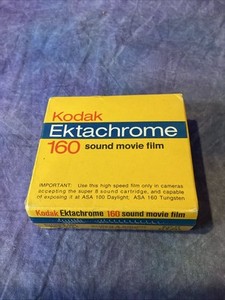 Kodak
Ektachrome
160 sound movie film
IMPORTANT: Use this high speed film only in cameras
accepting the super 8 sound cartridge, and capable
of exposing it at ASA 100 Daylight; ASA 160 Tungsten
Kodak Ektachrome 160 sound movie film